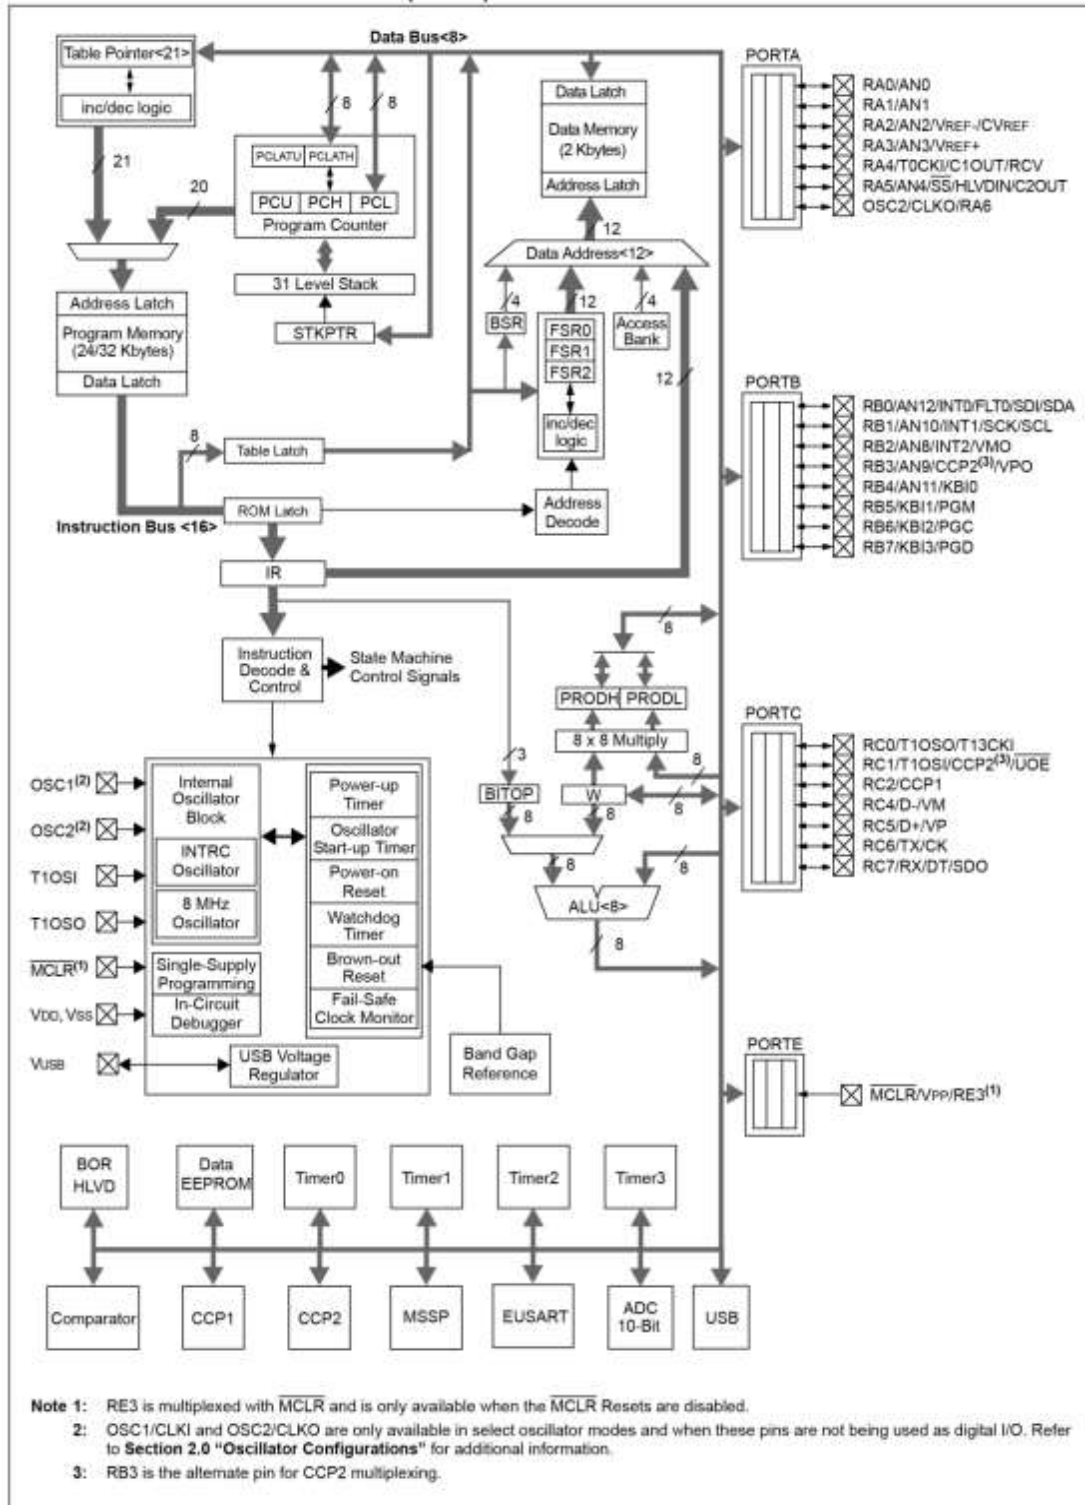 Data Bus<8>
Table Pointer<21>
inc/dec logic
21
20
8
8
PCLATU PCLATH
PCU PCH PCL
Program Counter
31 Level Stack
STKPTR
Address Latch
Program Memory
(24/32 Kbytes)
Data Latch
8
Table Latch
ROM Latch
Instruction Bus <16>
IR
Data Latch
Data Memory
(2 Kbytes)
Address Latch
12
Data Address<12>
4
12
4
BSR
FSR0
FSR1
FSR2
inc/dec
logic
Access
Bank
12
Address
Decode
Instruction
Decode &
Control
State Machine
Control Signals
8
PRODH PRODL
8 x 8 Multiply
3
8
BITOP
W
8
8
8
8
8
ALU<8>
8
OSC1(2)
OSC2(2)
T1OSI
T1OSO
MCLR(1)
VDD, VSS
VUSB
Internal
Oscillator
Block
INTRC
Oscillator
8 MHz
Oscillator
Single-Supply
Programming
In-Circuit
Debugger
Power-up
Timer
Oscillator
Start-up Timer
Power-on
Reset
Watchdog
Timer
Brown-out
Reset
Fail-Safe
Clock Monitor
USB Voltage
Regulator
Band Gap
Reference
PORTA
RA0/AN0
RA1/AN1
RA2/AN2/VREF-/CVREF
RA3/AN3/VREF+
RA4/T0CKI/C1OUT/RCV
RA5/AN4/SS/HLVDIN/C2OUT
OSC2/CLKO/RA6
PORTB
RB0/AN12/INT0/FLT0/SDI/SDA
RB1/AN10/INT1/SCK/SCL
RB2/AN8/INT2/VMO
RB3/AN9/CCP2(3)/VPO
RB4/AN11/KBI0
RB5/KBI1/PGM
RB6/KBI2/PGC
RB7/KBI3/PGD
PORTC
RC0/T1OSO/T13CKI
RC1/T1OSI/CCP2(3)/UOE
RC2/CCP1
RC4/D-/VM
RC5/D+/VP
RC6/TX/CK
RC7/RX/DT/SDO
PORTE
MCLR/VPP/RE3(1)
BOR
HLVD
Data
EEPROM
Timer0
Timer1
Timer2
Timer3
Comparator
CCP1
CCP2
MSSP
EUSART
ADC
10-Bit
USB
Note 1: RE3 is multiplexed with MCLR and is only available when the MCLR Resets are disabled.
2: OSC1/CLKI and OSC2/CLKO are only available in select oscillator modes and when these pins are not being used as digital I/O. Refer
to Section 2.0 “Oscillator Configurations” for additional information.
3: RB3 is the alternate pin for CCP2 multiplexing.